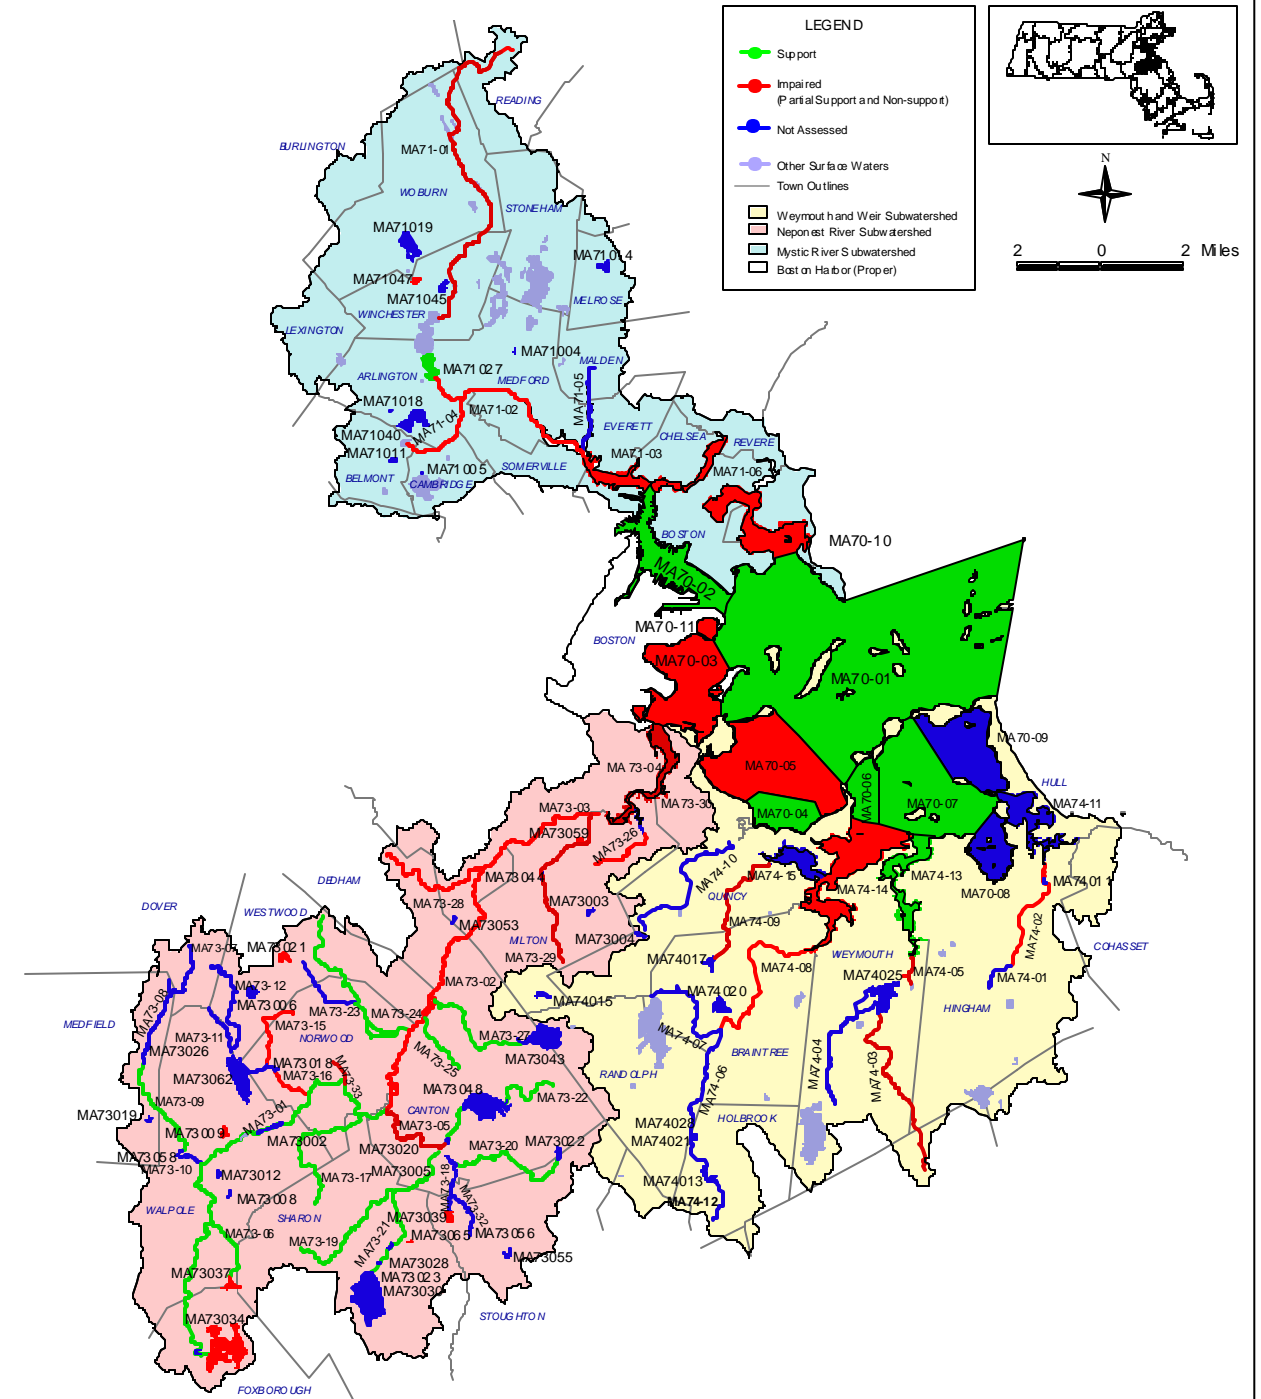 LEGEND
Support
Impaired
(Partial Support and Non-support)
Not Assessed
Other Surface Waters
Town Outlines
Weymouth and Weir Subwatershed
Neponest River Subwatershed
Mystic River Subwatershed
Boston Harbor (Proper)
N
2 0 2 Miles
READING
BURLINGTON
MA71-01
WOBURN
STONEHAM
MA71019
MA71014
MA71047
MA71045
MELROSE
WINCHESTER
LEXINGTON
MA71004
MALDEN
MA71027
ARLINGTON
MEDFORD
MA71-05
MA71018
MA71-04
MA71-02
EVERETT
CHELSEA
REVERE
MA71040
MA71011
MA71-03
MA71005
SOMERVILLE
MA71-06
BELMONT
CAMBRIDGE
BOSTON
MA70-10
MA70-02
MA70-11
BOSTON
MA70-03
MA70-01
MA70-09
MA73-04
MA70-05
MA70-06
HULL
MA73-03
MA73-30
MA70-04
MA70-07
MA74-11
MA73059
MA73-26
MA74-10
MA74-15
MA74-13
MA73044
MA74-14
MA70-08
MA74011
DEDHAM
QUINCY
MA73-28
MA73003
DOVER
WESTWOOD
MA73053
MA74-09
MA74-02
MILTON
MA73004
MA73-07
MA73021
MA73-29
MA74017
MA74-08
WEYMOUTH
COHASSET
MA73-02
MA74025
MA74-05
MA74-01
MA73-12
MA73-08
MA73006
MA74015
MA74020
MA73-23
MA73-24
HINGHAM
MEDFIELD
MA73-15
MA73-11
NORWOOD
MA73-27
MA74-07
MA73026
MA73-25
MA73043
BRAINTREE
MA73018
MA73-16
MA73-33
MA74-04
MA74-03
MA73062
RANDOLPH
MA74-06
MA73048
MA73-22
MA73-09
MA73019
CANTON
MA73-01
MA73-05
HOLBROOK
MA74028
MA73009
MA73002
MA73020
MA73-20
MA73022
MA74021
MA73058
MA73-10
MA73012
MA73-17
MA73005
MA73-18
MA74013
MA73008
MA73-32
MA74-12
WALPOLE
SHARON
MA73039
MA73-06
MA73-19
MA73-21
MA73065
MA73056
MA73055
MA73037
MA73028
MA73023
MA73030
MA73034
STOUGHTON
FOXBOROUGH